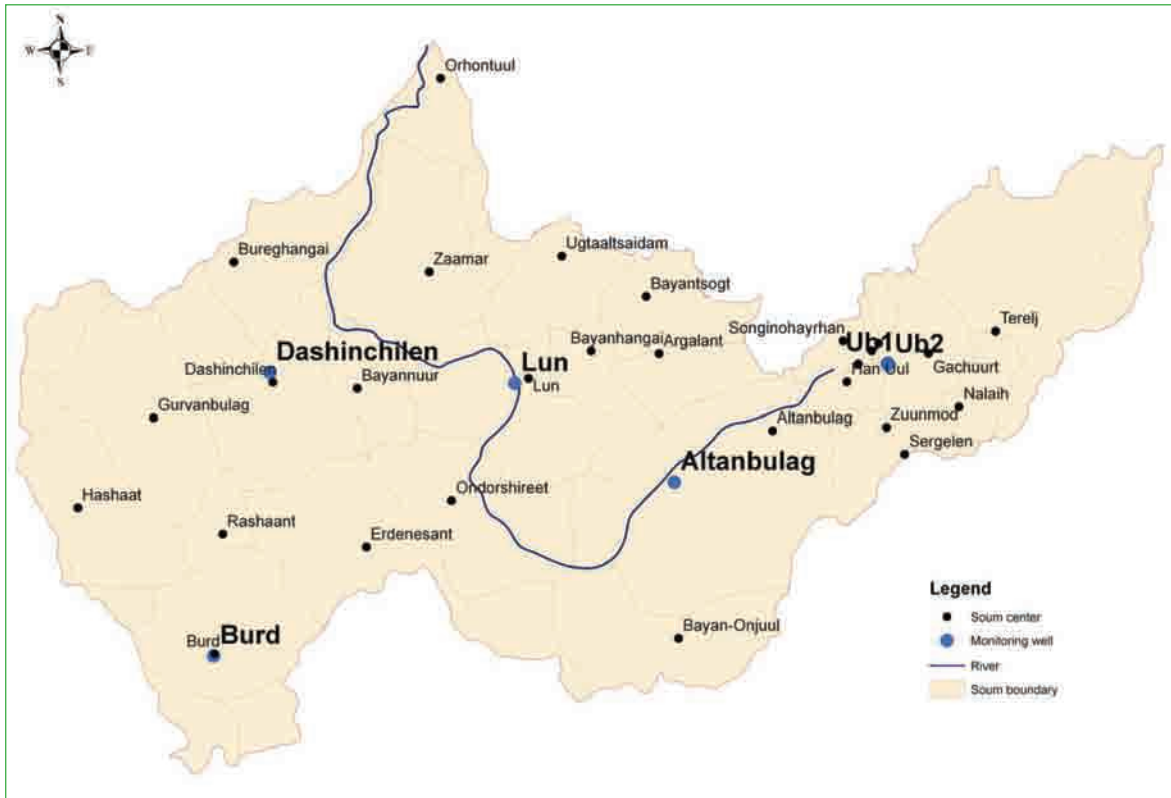 N
W E
S
Orhontuul
Bureghangai
Zaamar
Ugtaaltsaidam
Bayantsogt
Songinohayrhan
Terelj
Ub1
Ub2
Bayanhangai
Argalant
Gachuurt
Han Uul
Dashinchilen
Dashinchilen
Bayannuur
Lun
Lun
Nalaih
Gurvanbulag
Altanbulag
Zuunmod
Sergelen
Altanbulag
Hashaat
Rashaant
Ondorshireet
Erdenesant
Burd
Burd
Bayan-Onjuul
Legend
Soum center
Monitoring well
River
Soum boundary